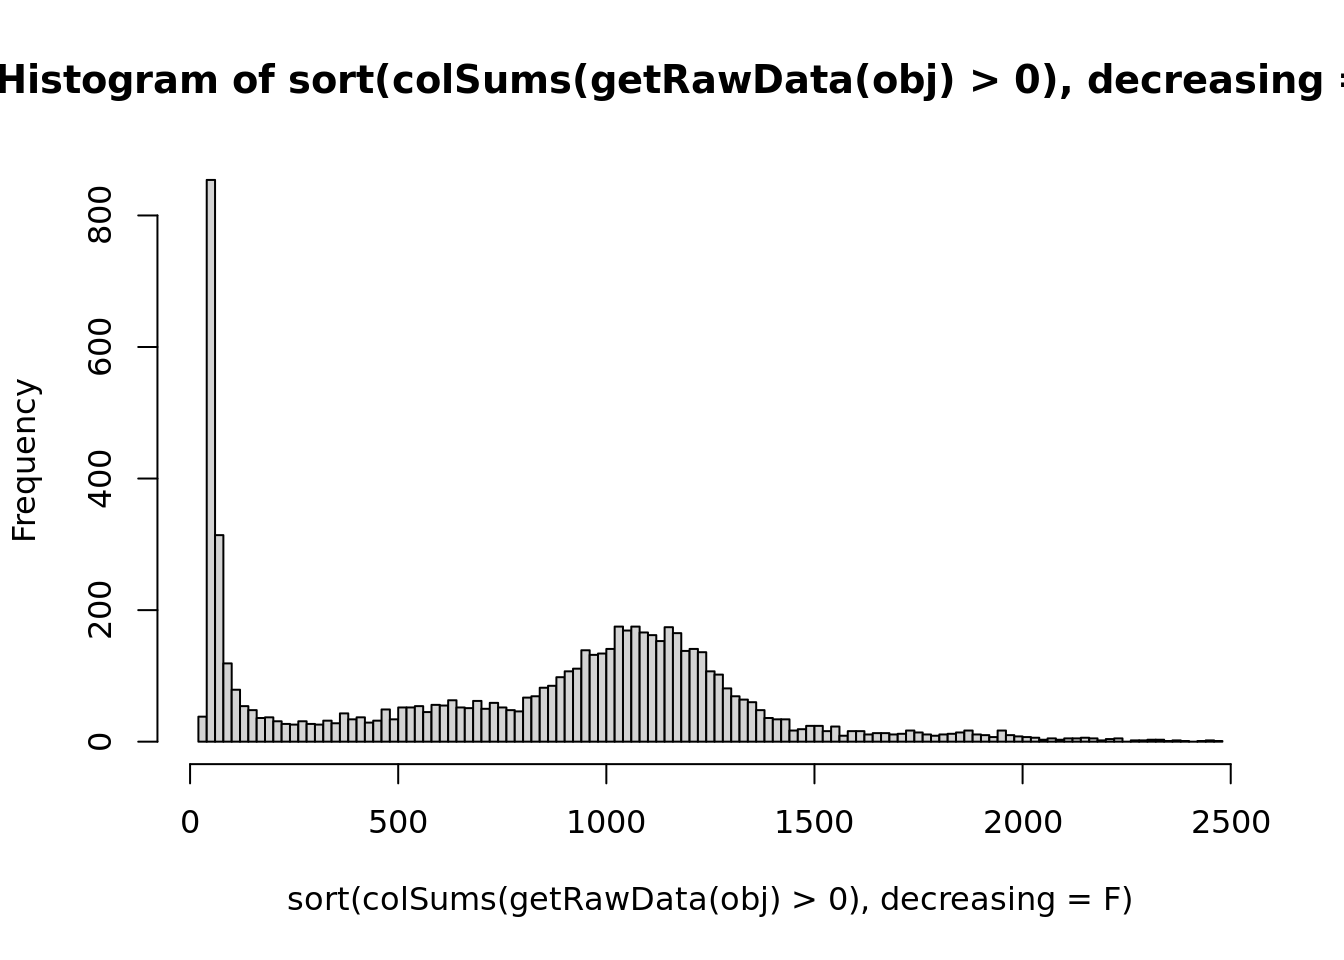 Histogram of sort(colSums(getRawData(obj) > 0), decreasing =
Frequency
800
600
400
200
0
0 500 1000 1500 2000 2500
sort(colSums(getRawData(obj) > 0), decreasing = F)